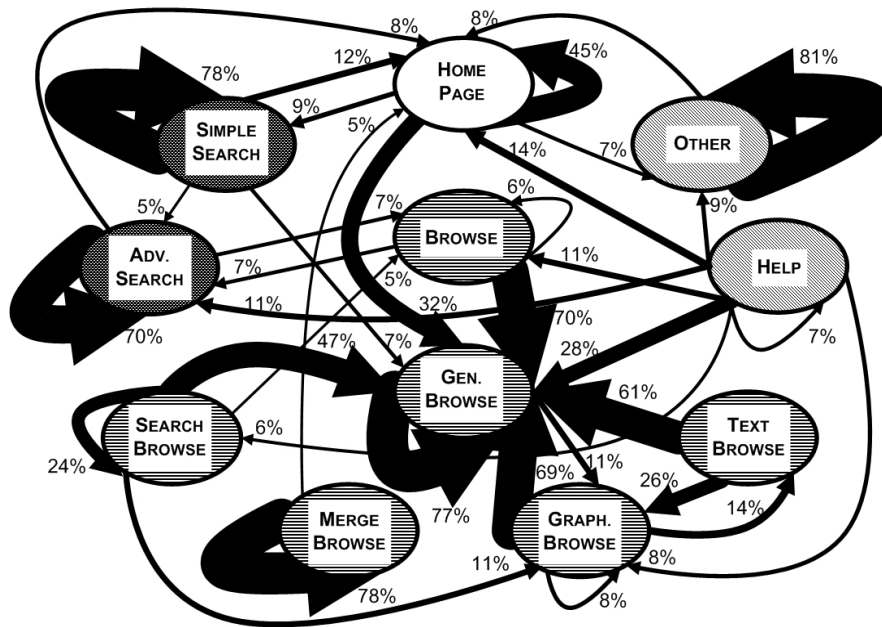 8%
8%
12%
45%
81%
78%
HOME
PAGE
9%
SIMPLE
SEARCH
5%
14%
7%
OTHER
5%
7%
6%
9%
BROWSE
ADV.
SEARCH
7%
5%
11%
HELP
11%
32%
70%
70%
47%
7%
28%
7%
GEN.
BROWSE
61%
SEARCH
BROWSE
6%
TEXT
BROWSE
24%
69%
11%
26%
77%
14%
MERGE
BROWSE
GRAPH.
BROWSE
11%
8%
78%
8%